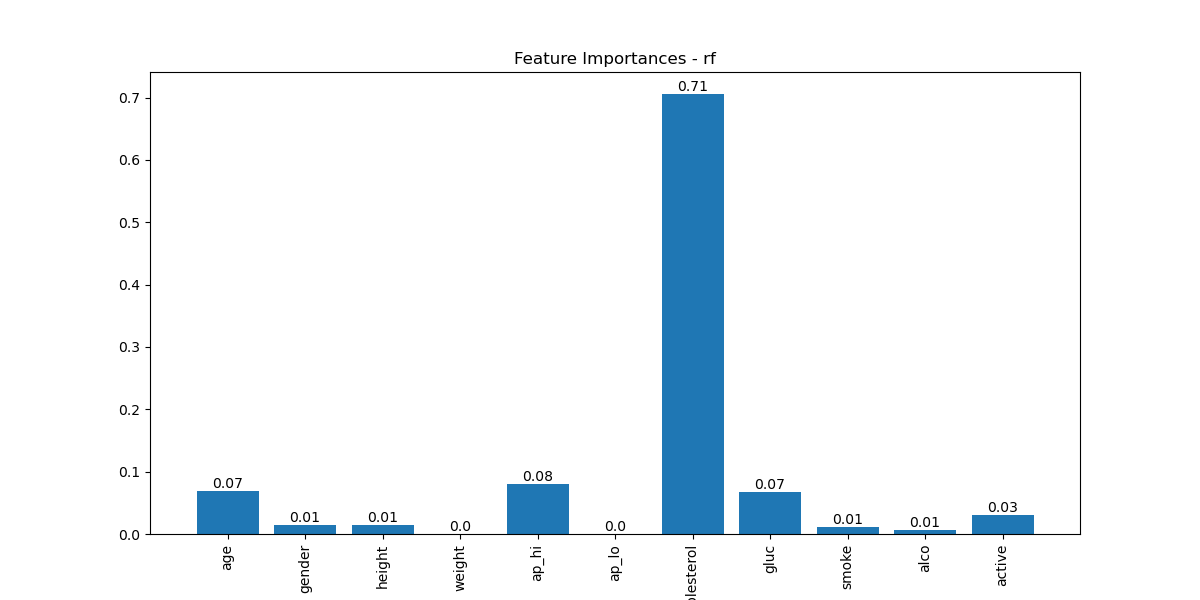 Feature Importances - rf
0.7
0.6
0.5
0.4
0.3
0.2
0.1
0.0
0.07
0.01
0.01
0.0
0.08
0.0
0.71
0.07
0.01
0.01
0.03
age
gender
height
weight
ap_hi
ap_lo
olesterol
gluc
smoke
alco
active